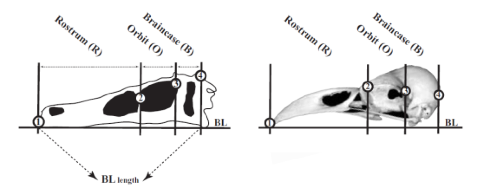 Rostrum (R)
Orbit (O)
Braincase (B)
1
2
3
4
BL
BL length
Rostrum (R)
Orbit (O)
Braincase (B)
1
2
3
4
BL